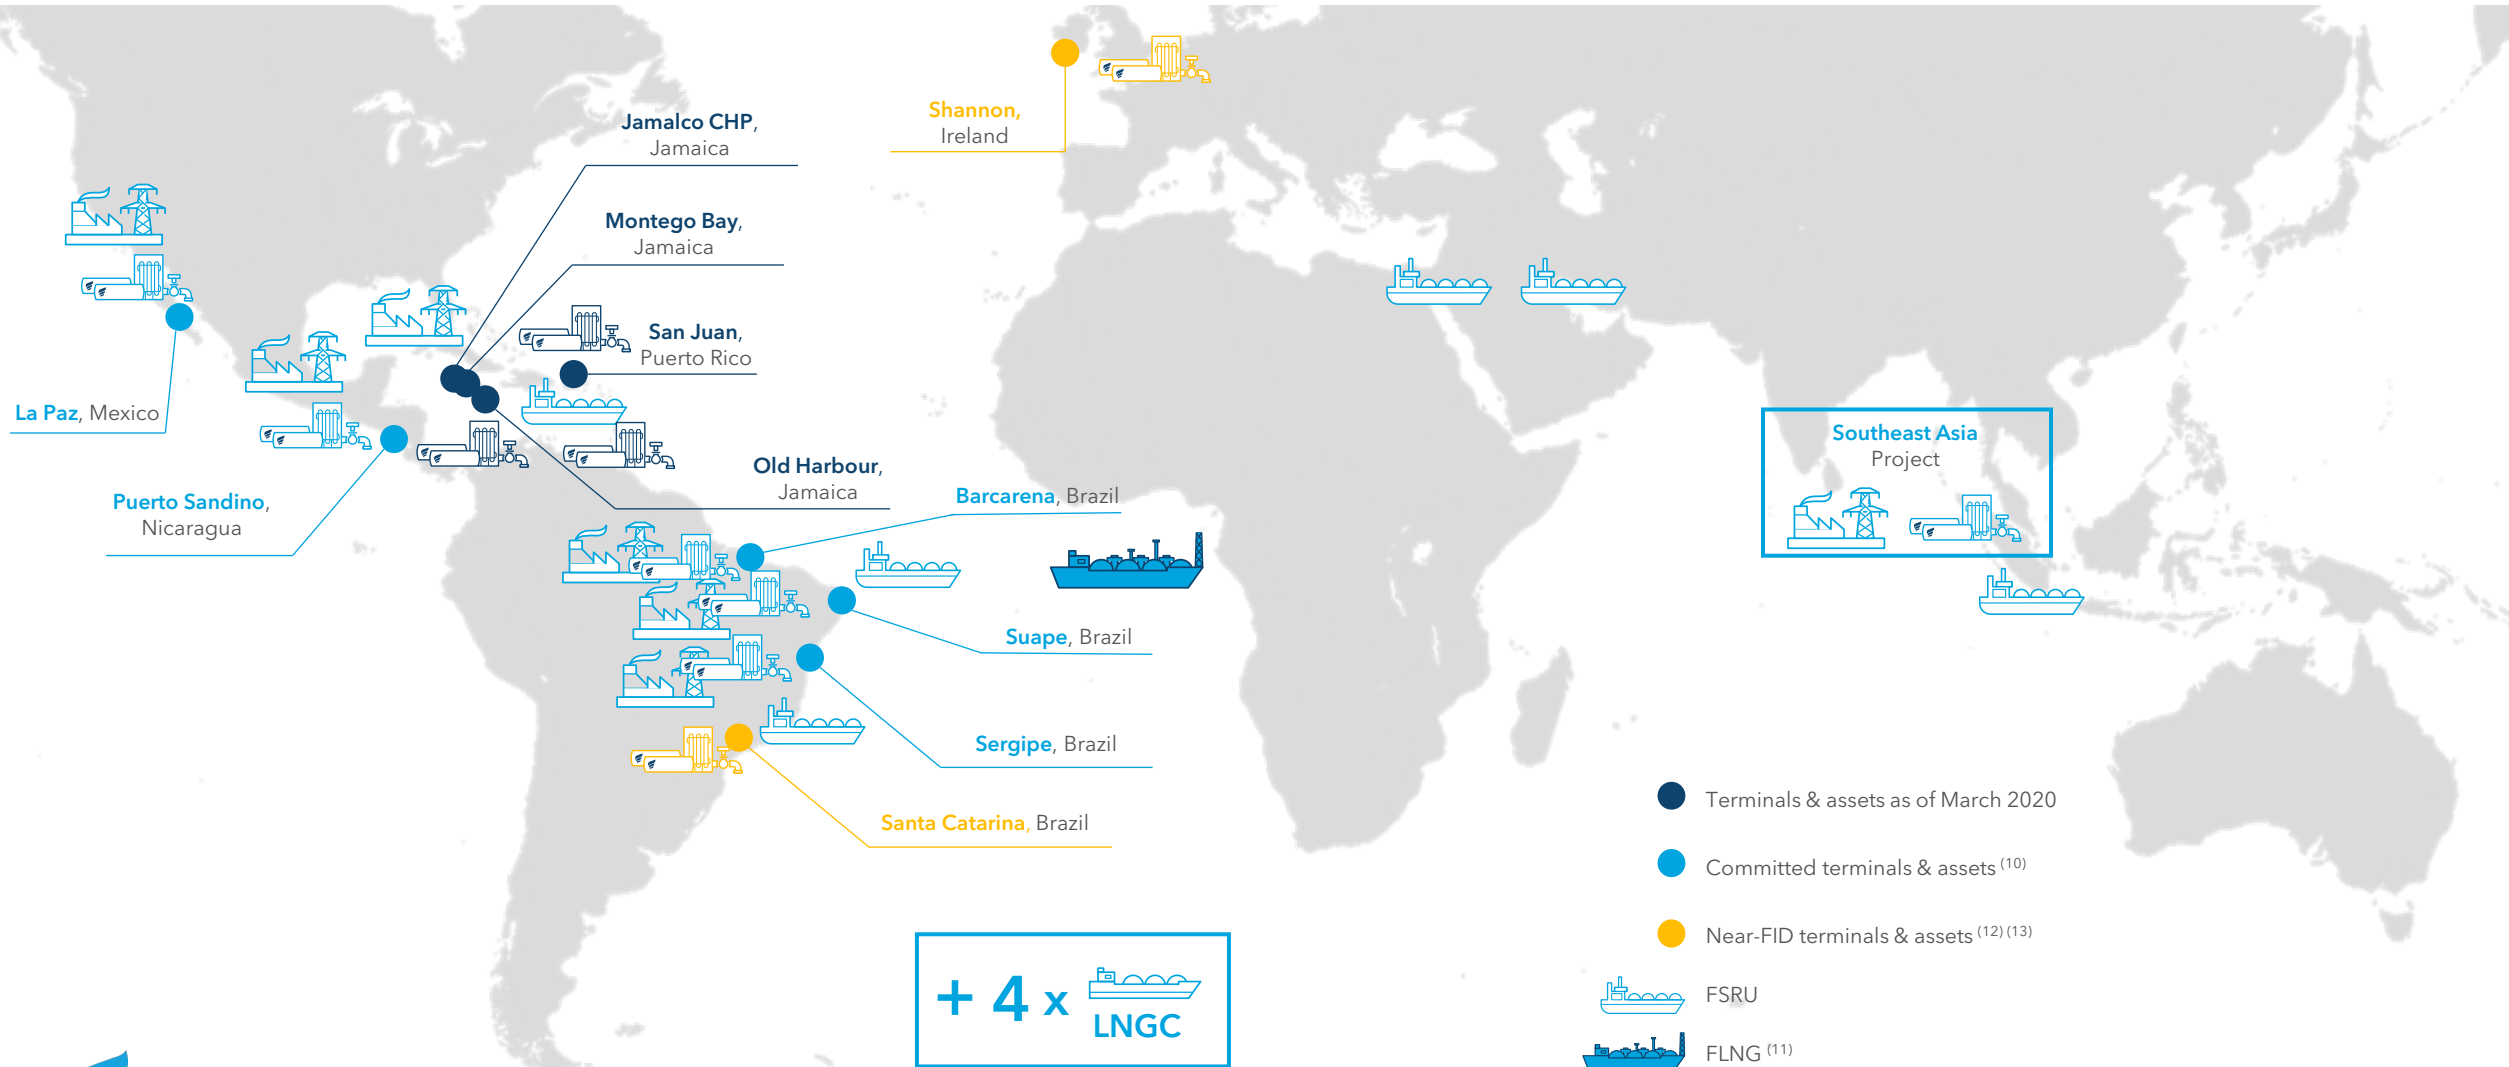 Jamalco CHP,
Jamaica
Shannon,
Ireland
Montego Bay,
Jamaica
San Juan,
Puerto Rico
La Paz, Mexico
Southeast Asia
Project
Old Harbour,
Jamaica
Puerto Sandino,
Nicaragua
Barcarena, Brazil
Suape, Brazil
Sergipe, Brazil
Santa Catarina, Brazil
+ 4 x
LNGC
Terminals & assets as of March 2020
Committed terminals & assets (10)
Near-FID terminals & assets (12) (13)
FSRU
FLNG (11)